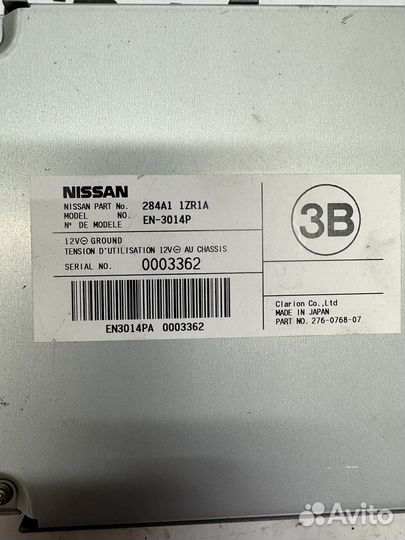 NISSAN
NISSAN PART No. 284A1 1ZR1A
MODEL NO. EN-3014P
N° DE MODELE
12V⊖ GROUND
TENSION D'UTILISATION 12V⊖ AU CHASSIS
SERIAL NO. 0003362
EN3014PA 0003362
3B
Clarion Co.,Ltd
MADE IN JAPAN
PART NO. 276-0768-07
Avito